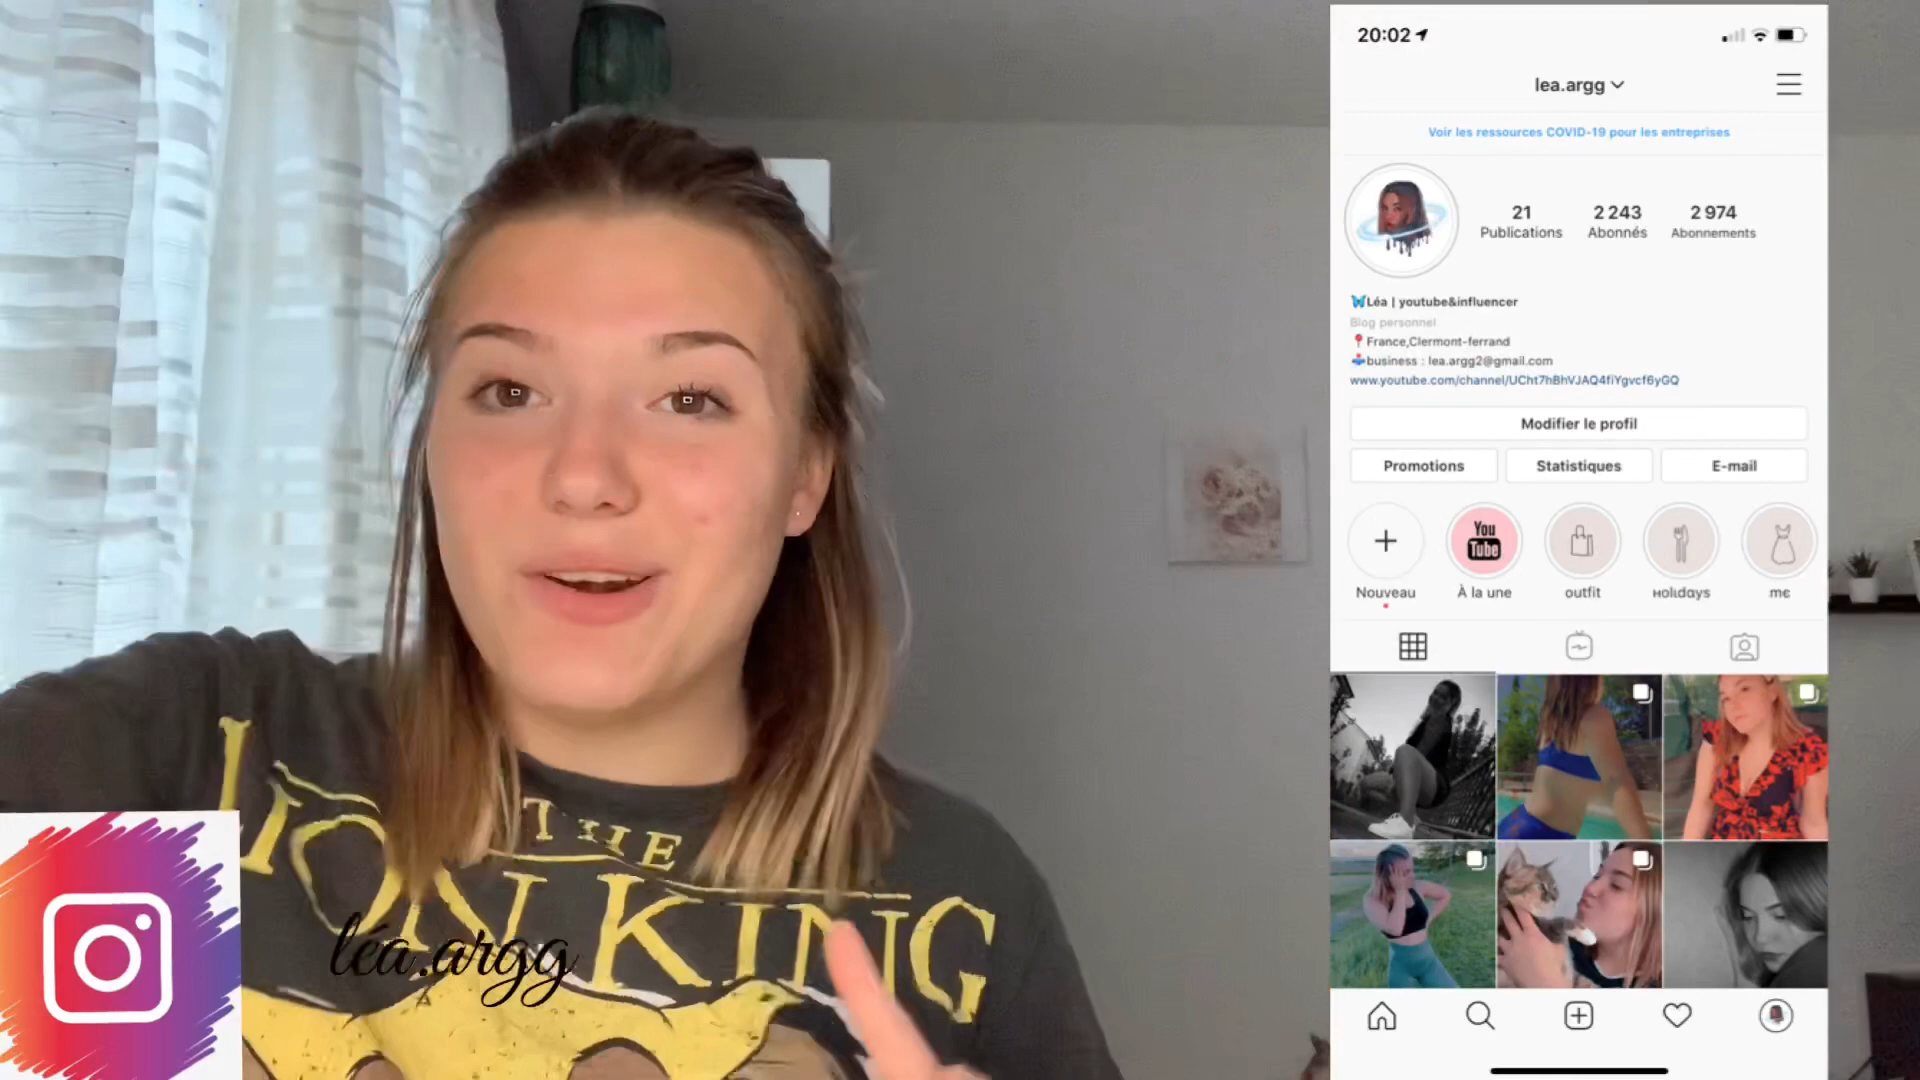 THE
LION KING
léa.argg
20:02
lea.argg
Voir les ressources COVID-19 pour les entreprises
21
Publications
2 243
Abonnés
2 974
Abonnements
Léa | youtube&influencer
Blog personnel
France,Clermont-ferrand
business : lea.argg2@gmail.com
www.youtube.com/channel/UCht7hBhVJAQ4fiYgvcf6yGQ
Modifier le profil
Promotions
Statistiques
E-mail
You
Tube
Nouveau
À la une
outfit
нolιdαys
mє